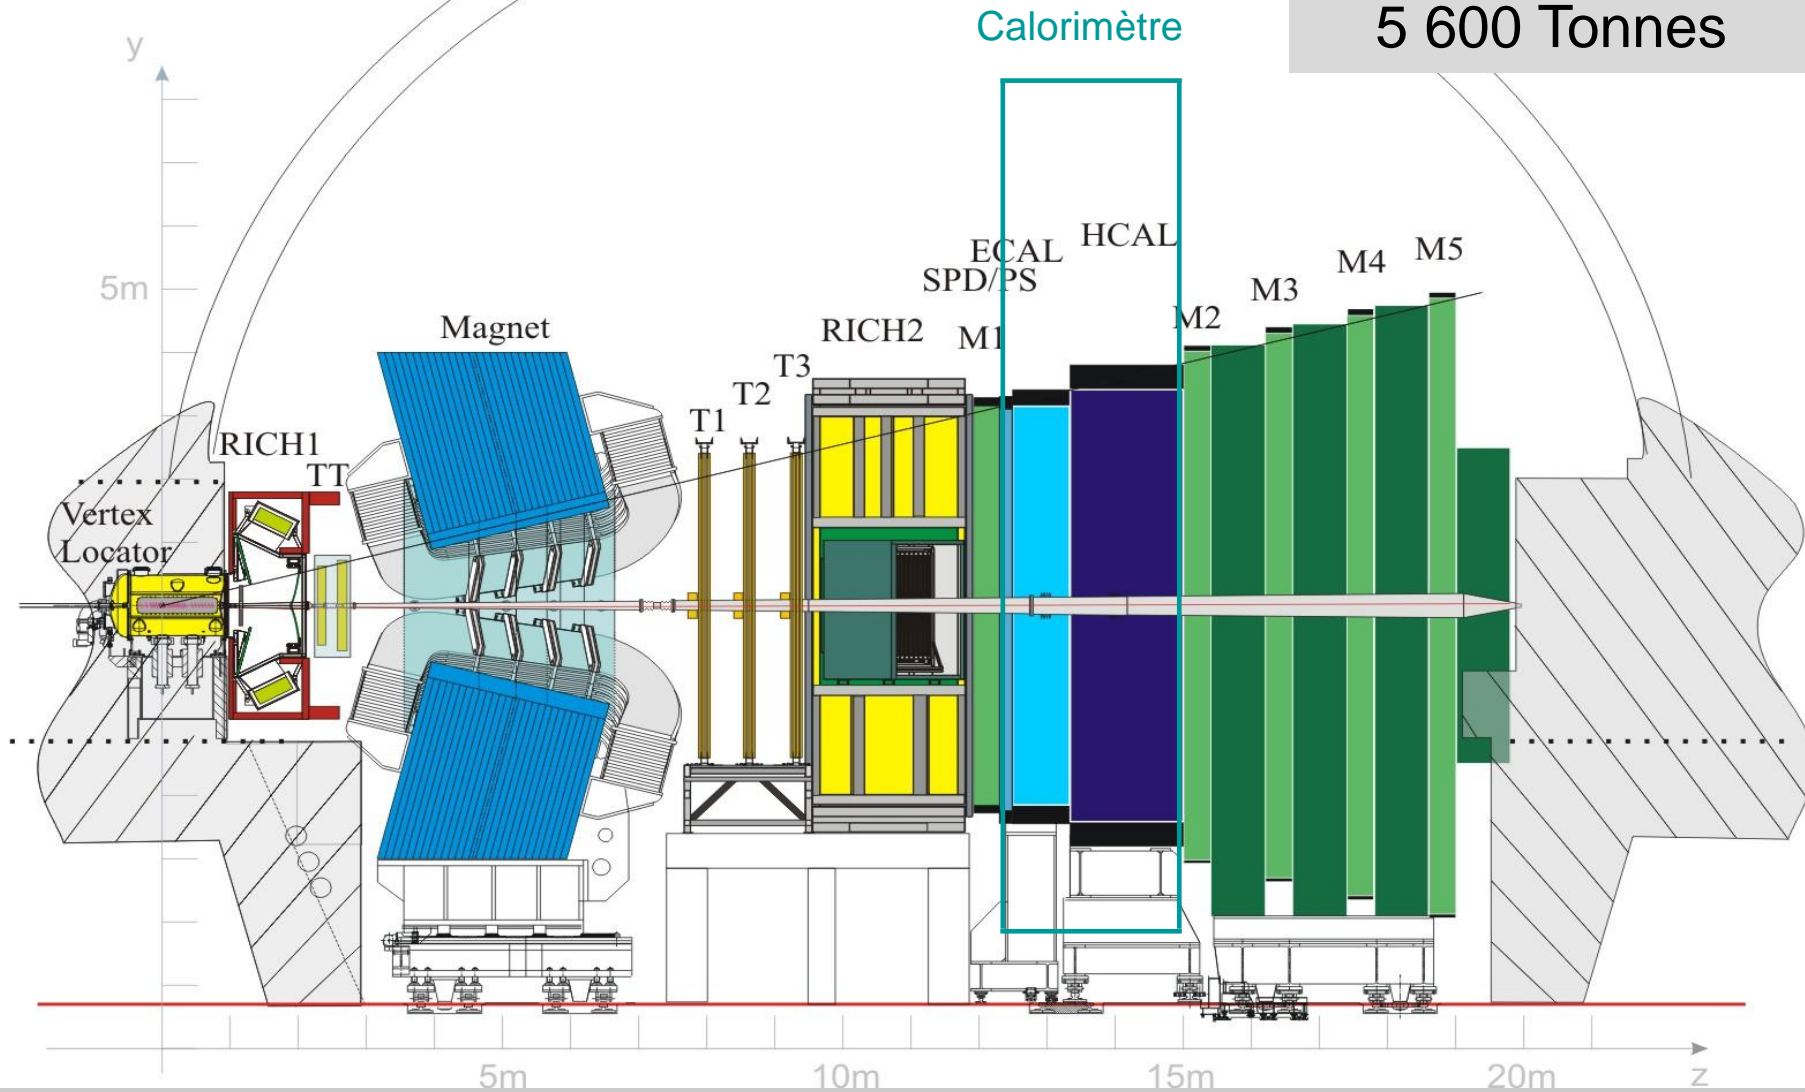 Calorimètre
5 600 Tonnes
y
HCAL
ECAL
M5
M4
SPD/PS
5m
M3
M2
Magnet
RICH2
M1
T3
T2
T1
RICH1
TT
Vertex
Locator
5m
10m
15m
20m
z